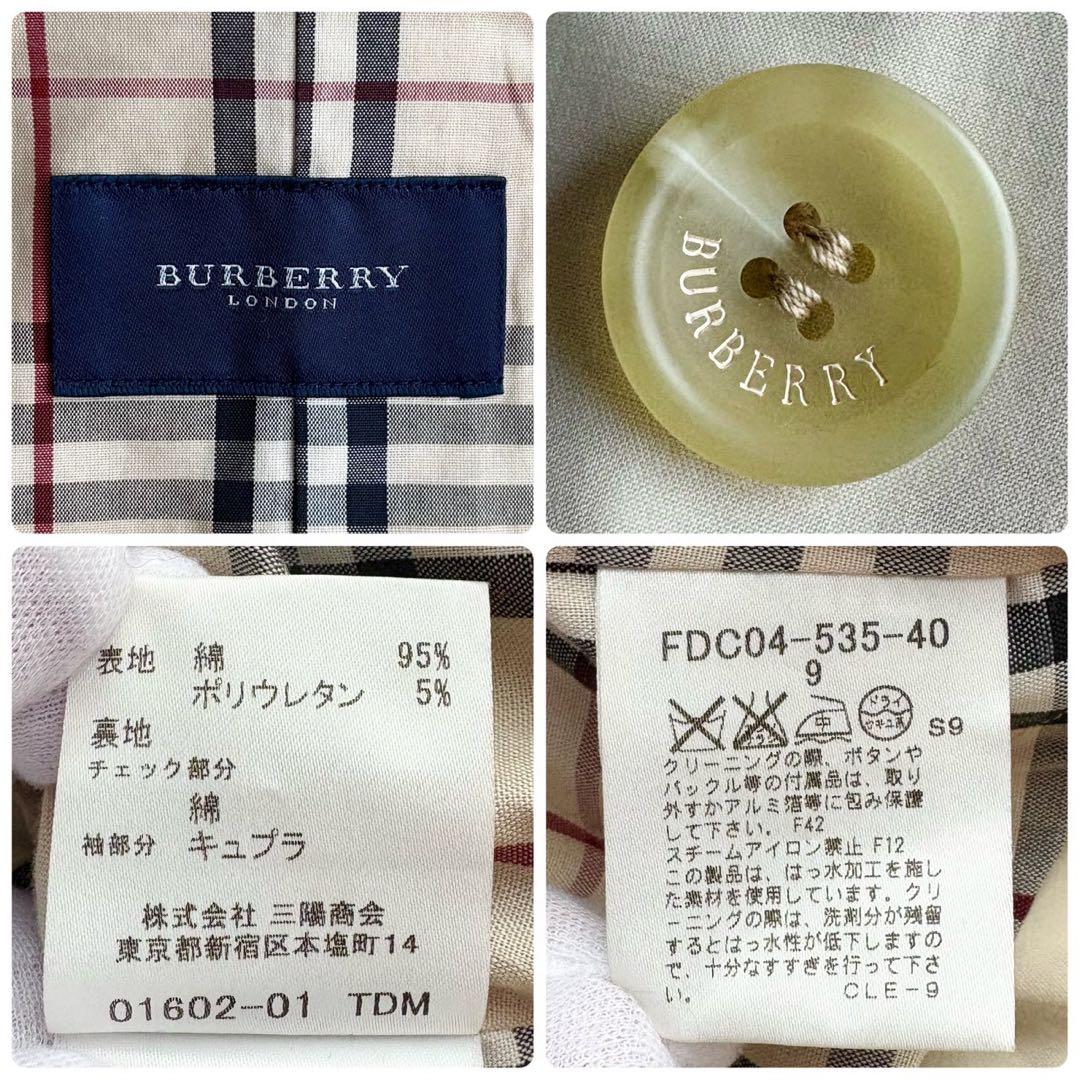 BURBERRY
LONDON
BURBERRY
表地 綿 95%
ポリウレタン 5%
裏地
チェック部分
綿
袖部分 キュプラ
株式会社 三陽商会
東京都新宿区本塩町14
01602-01 TDM
FDC04-535-40
9
中
ドライ
セキユ系
S9
クリーニングの際、ボタンや
バックル等の付属品は、取り
外すかアルミ箔等に包み保護
して下さい。 F42
スチームアイロン禁止 F12
この製品は、はっ水加工を施し
た素材を使用しています。クリ
ーニングの際は、洗剤分が残留
するとはっ水性が低下しますの
で、十分なすすぎを行って下さ
い。 CLE-9